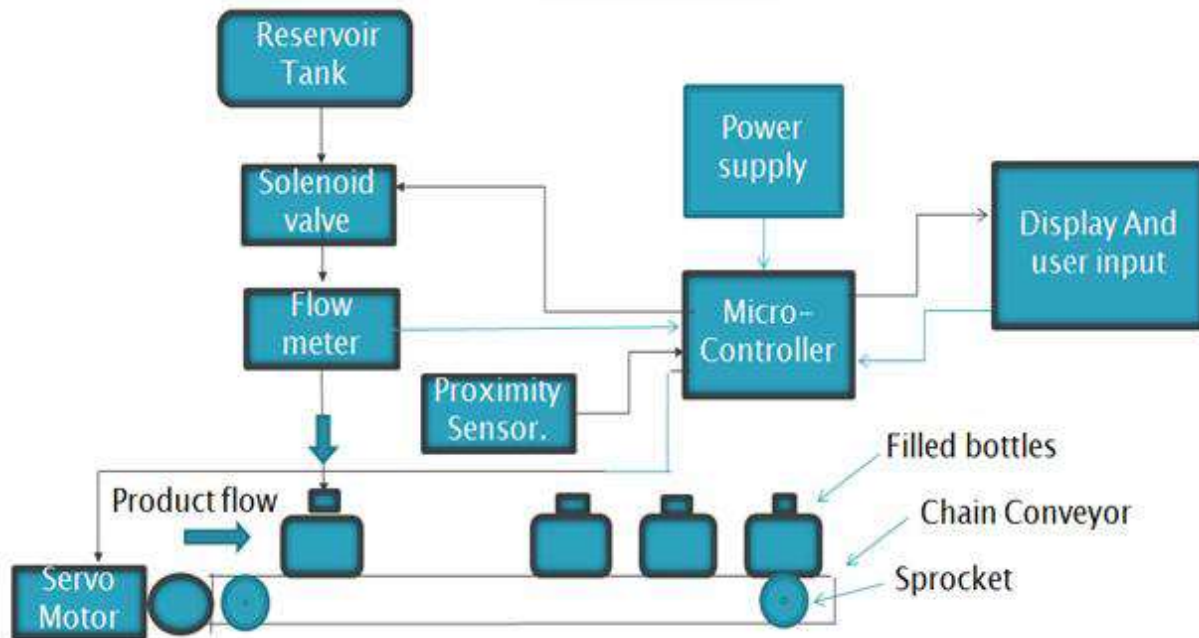 Reservoir
Tank
Power
supply
Solenoid
valve
Display And
user input
Flow
meter
Micro-
Controller
Proximity
Sensor.
Filled bottles
Product flow
Chain Conveyor
Servo
Motor
Sprocket